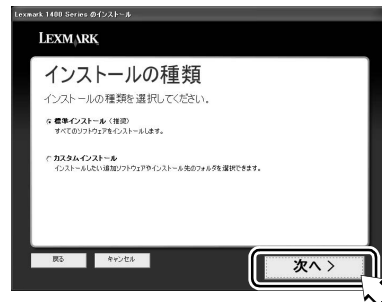 Lexmark 1400 Series のインストール
LEXMARK
インストールの種類
インストールの種類を選択してください。
標準インストール (推奨)
すべてのソフトウェアをインストールします。
カスタムインストール
インストールしたい追加ソフトウェアやインストール先のフォルダを選択できます。
戻る キャンセル 次へ >